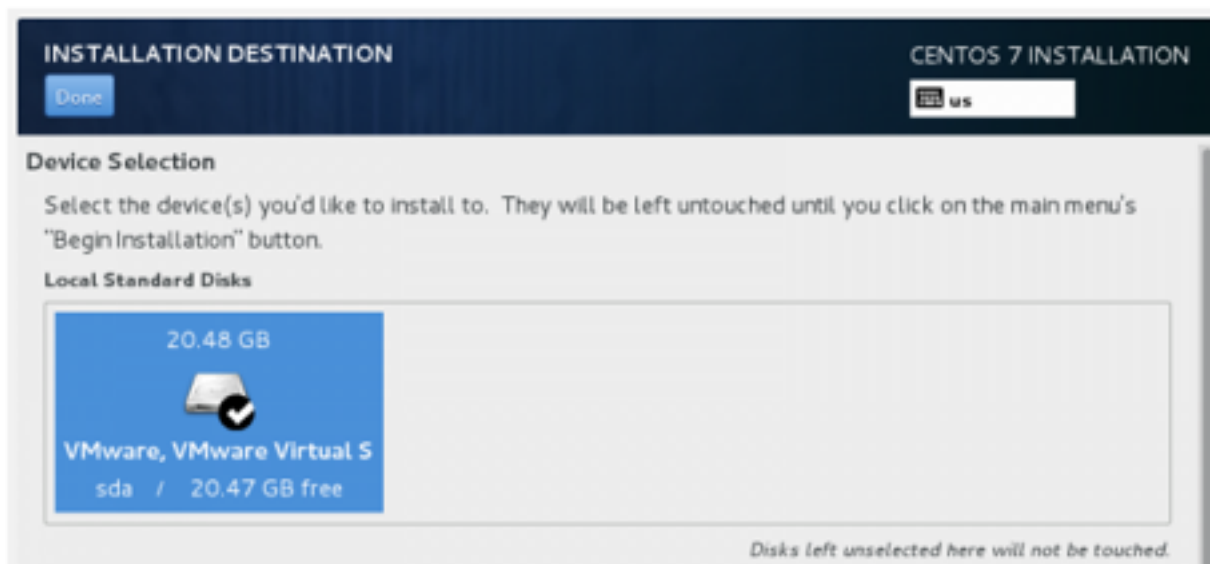 INSTALLATION DESTINATION
CENTOS 7 INSTALLATION
Done
us
Device Selection
Select the device(s) you'd like to install to. They will be left untouched until you click on the main menu's
"Begin Installation" button.
Local Standard Disks
20.48 GB
VMware, VMware Virtual S
sda / 20.47 GB free
Disks left unselected here will not be touched.